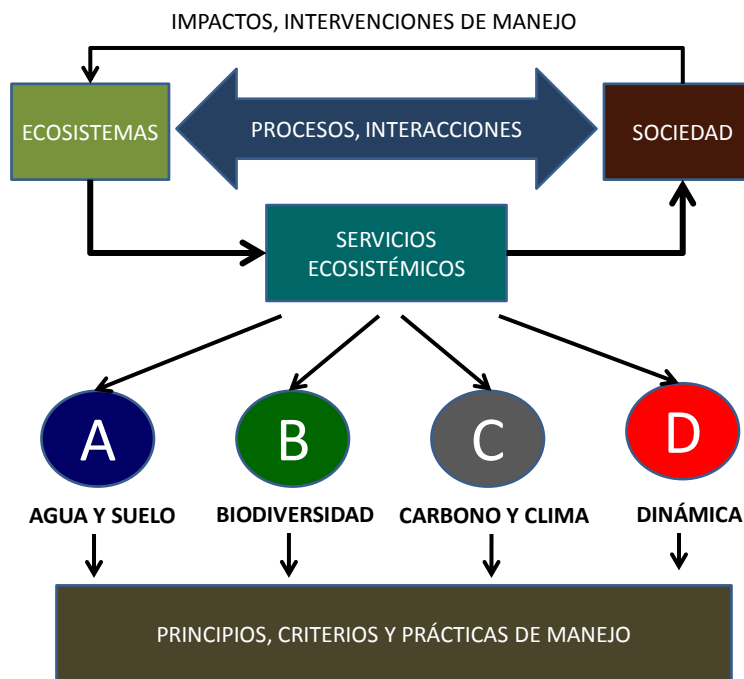 IMPACTOS, INTERVENCIONES DE MANEJO
ECOSISTEMAS
PROCESOS, INTERACCIONES
SOCIEDAD
SERVICIOS
ECOSISTÉMICOS
A
B
C
D
AGUA Y SUELO
BIODIVERSIDAD
CARBONO Y CLIMA
DINÁMICA
PRINCIPIOS, CRITERIOS Y PRÁCTICAS DE MANEJO